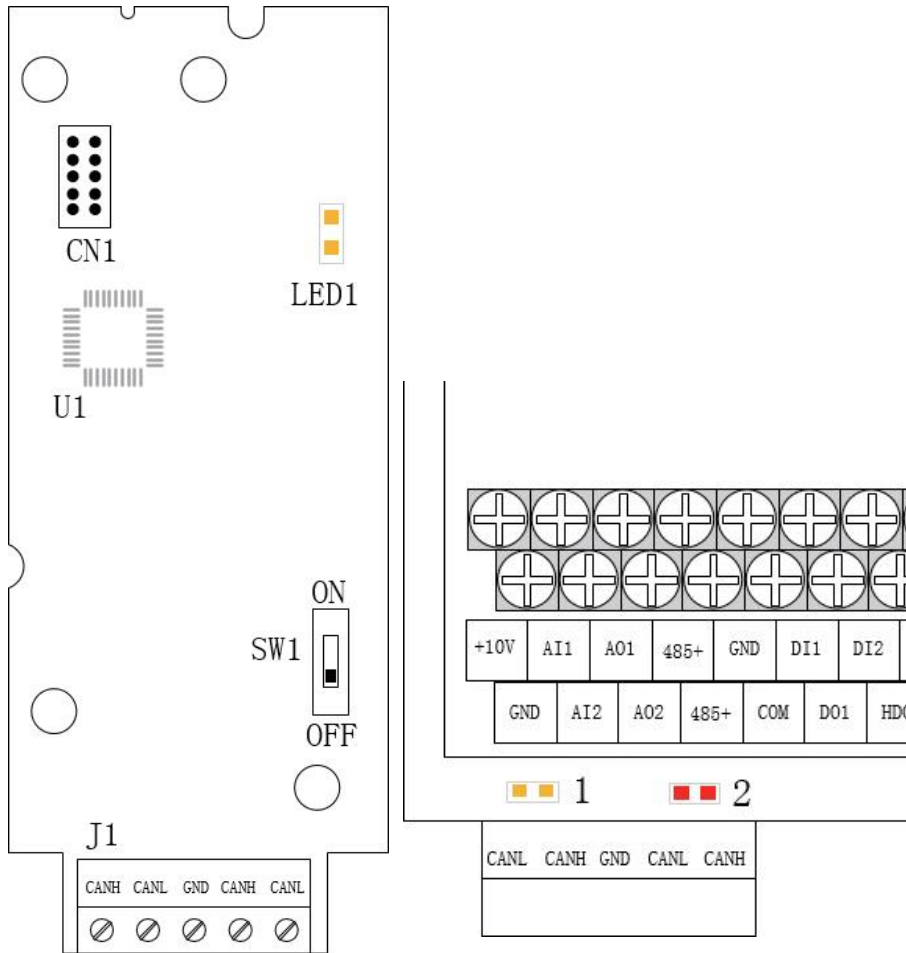 CN1
LED1
U1
ON
SW1
OFF
J1
CANH CANL GND CANH CANL
+10V AI1 AO1 485+ GND DI1 DI2
GND AI2 AO2 485+ COM DO1
1 2
CANL CANH GND CANL CANH